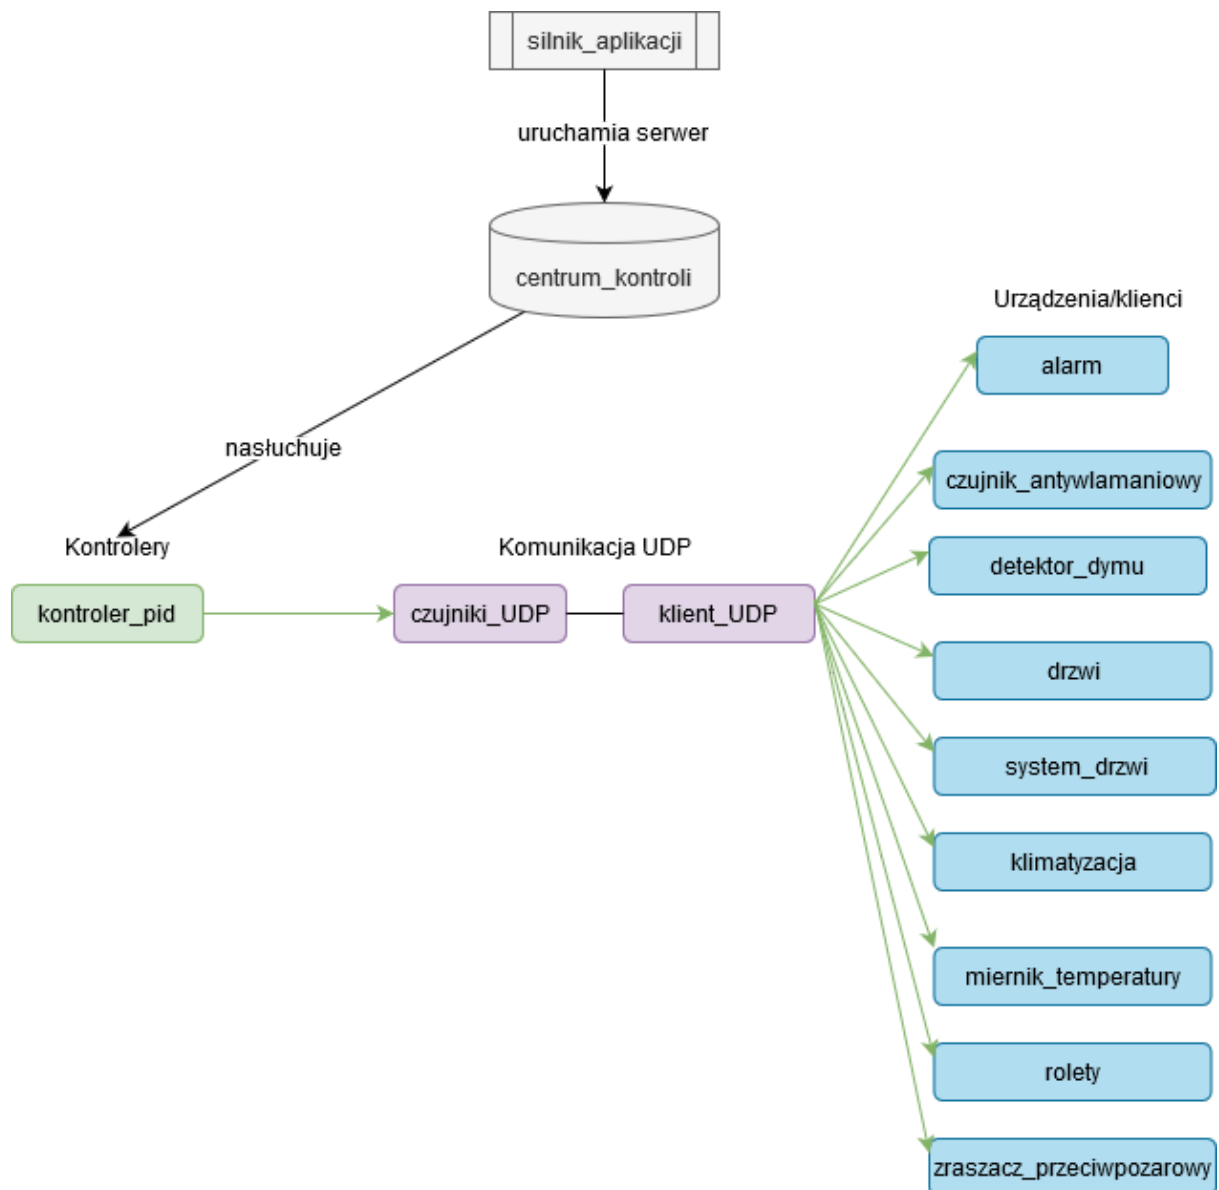 silnik_aplikacji
uruchamia serwer
centrum_kontroli
Urządzenia/klienci
alarm
nasłuchuje
czujnik_antywlamaniowy
Kontrolery
Komunikacja UDP
detektor_dymu
kontroler_pid
czujniki_UDP
klient_UDP
drzwi
system_drzwi
klimatyzacja
miernik_temperatury
rolety
zraszacz_przeciwpozarowy